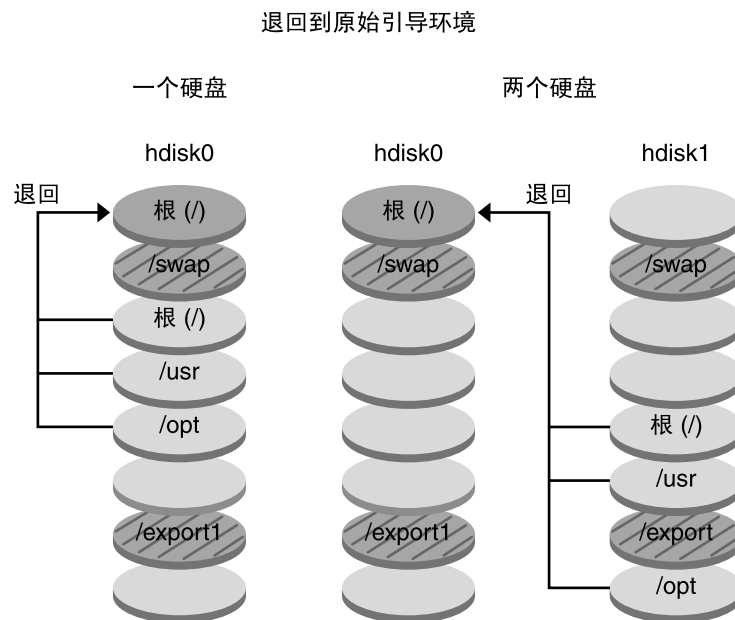 退回到原始引导环境
一个硬盘
两个硬盘
hdisk0
hdisk0
hdisk1
退回
退回
根 (/)
根 (/)
/swap
/swap
/swap
根 (/)
/usr
/opt
根 (/)
/usr
/export1
/export1
/export
/opt